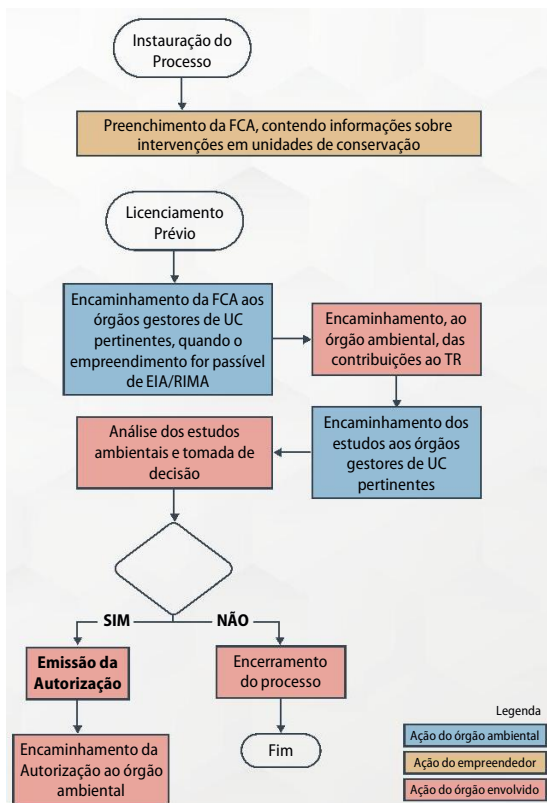 Instauração do
Processo
Preenchimento da FCA, contendo informações sobre
intervenções em unidades de conservação
Licenciamento
Prévio
Encaminhamento da FCA aos
órgãos gestores de UC
pertinentes, quando o
empreendimento for passível
de EIA/RIMA
Encaminhamento, ao
órgão ambiental, das
contribuições ao TR
Encaminhamento dos
estudos aos órgãos
gestores de UC
pertinentes
Análise dos estudos
ambientais e tomada de
decisão
SIM
NÃO
Emissão da
Autorização
Encerramento
do processo
Encaminhamento da
Autorização ao órgão
ambiental
Fim
Legenda
Ação do órgão ambiental
Ação do empreendedor
Ação do órgão envolvido